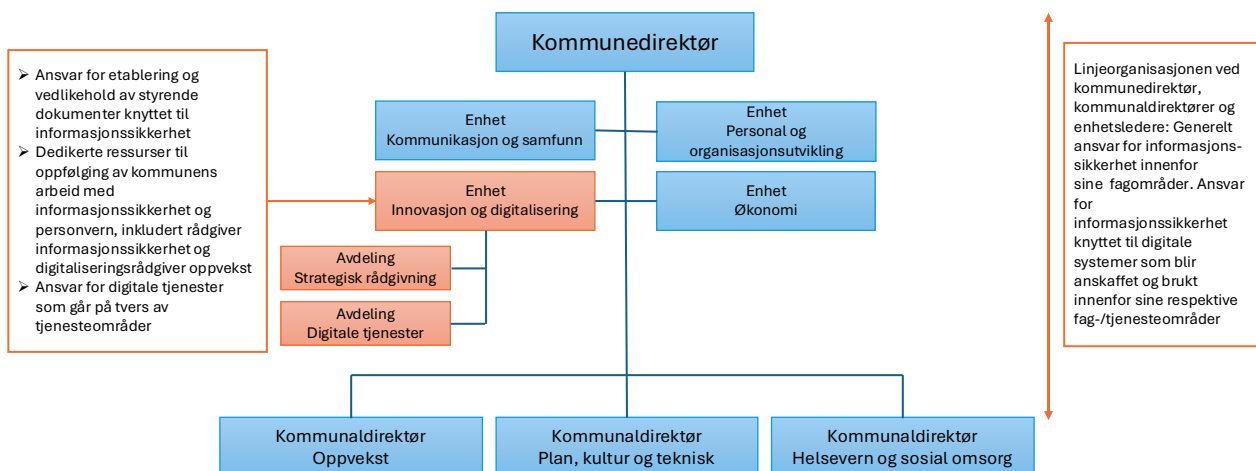 Kommunedirektør
➢ Ansvar for etablering og
vedlikehold av styrende
dokumenter knyttet til
informasjonssikkerhet
➢ Dedikerte ressurser til
oppfølging av kommunens
arbeid med
informasjonssikkerhet og
personvern, inkludert rådgiver
informasjonssikkerhet og
digitaliseringsrådgiver oppvekst
➢ Ansvar for digitale tjenester
som går på tvers av
tjenesteområder
Enhet
Kommunikasjon og samfunn
Enhet
Personal og
organisasjonsutvikling
Enhet
Innovasjon og digitalisering
Enhet
Økonomi
Avdeling
Strategisk rådgivning
Avdeling
Digitale tjenester
Linjeorganisasjonen ved
kommunedirektør,
kommunaldirektører og
enhetsledere: Generelt
ansvar for informasjons-
sikkerhet innenfor
sine fagområder. Ansvar
for
informasjonssikkerhet
knyttet til digitale
systemer som blir
anskaffet og brukt
innenfor sine respektive
fag-/tjenesteområder
Kommunaldirektør
Oppvekst
Kommunaldirektør
Plan, kultur og teknisk
Kommunaldirektør
Helsevern og sosial omsorg